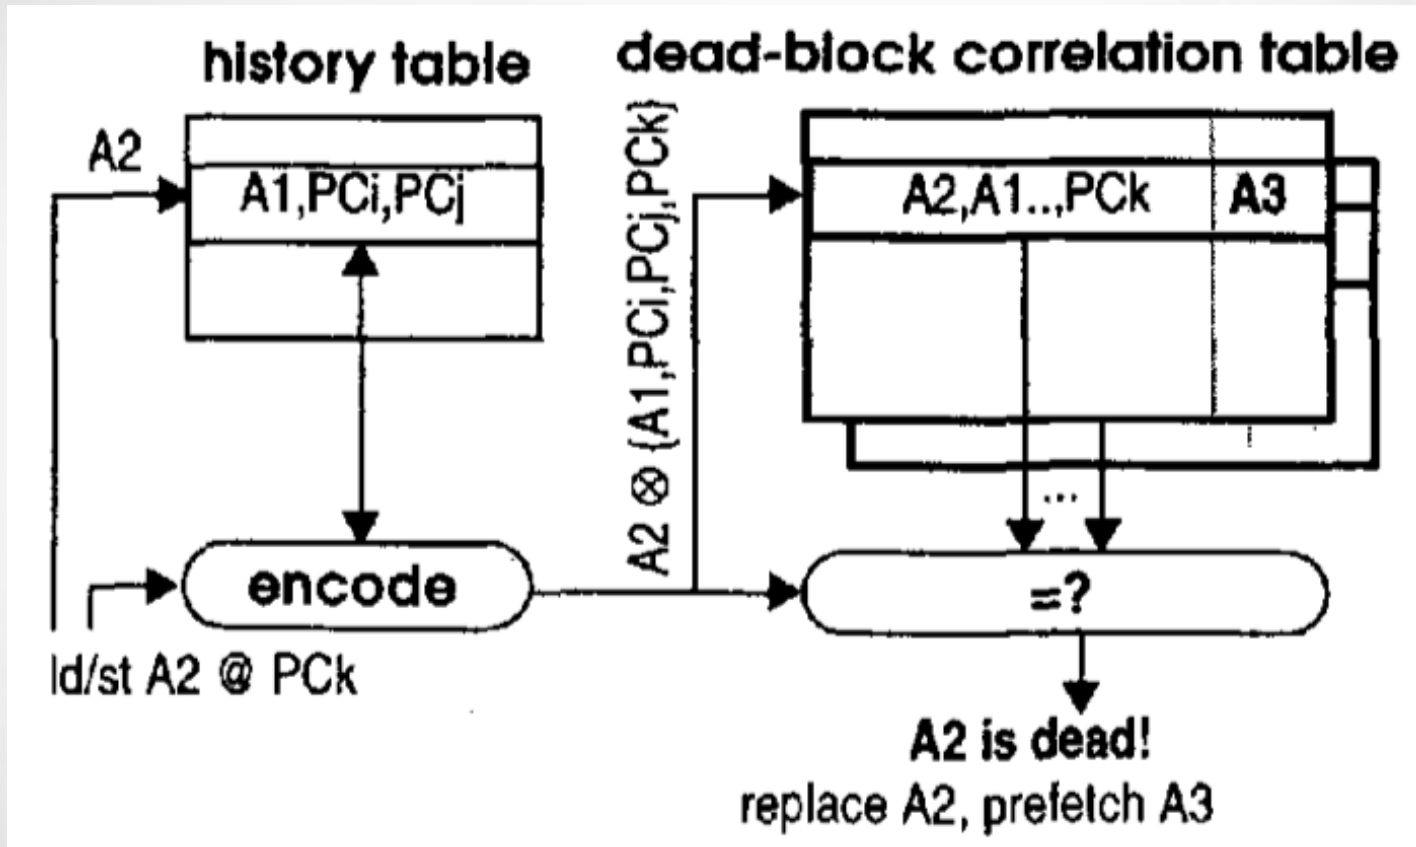 history table
dead-block correlation table
A2
A1,PCi,PCj
A2 ⊗ {A1,PCi,PCj,PCk}
A2,A1..,PCk
A3
...
encode
=?
ld/st A2 @ PCk
A2 is dead!
replace A2, prefetch A3